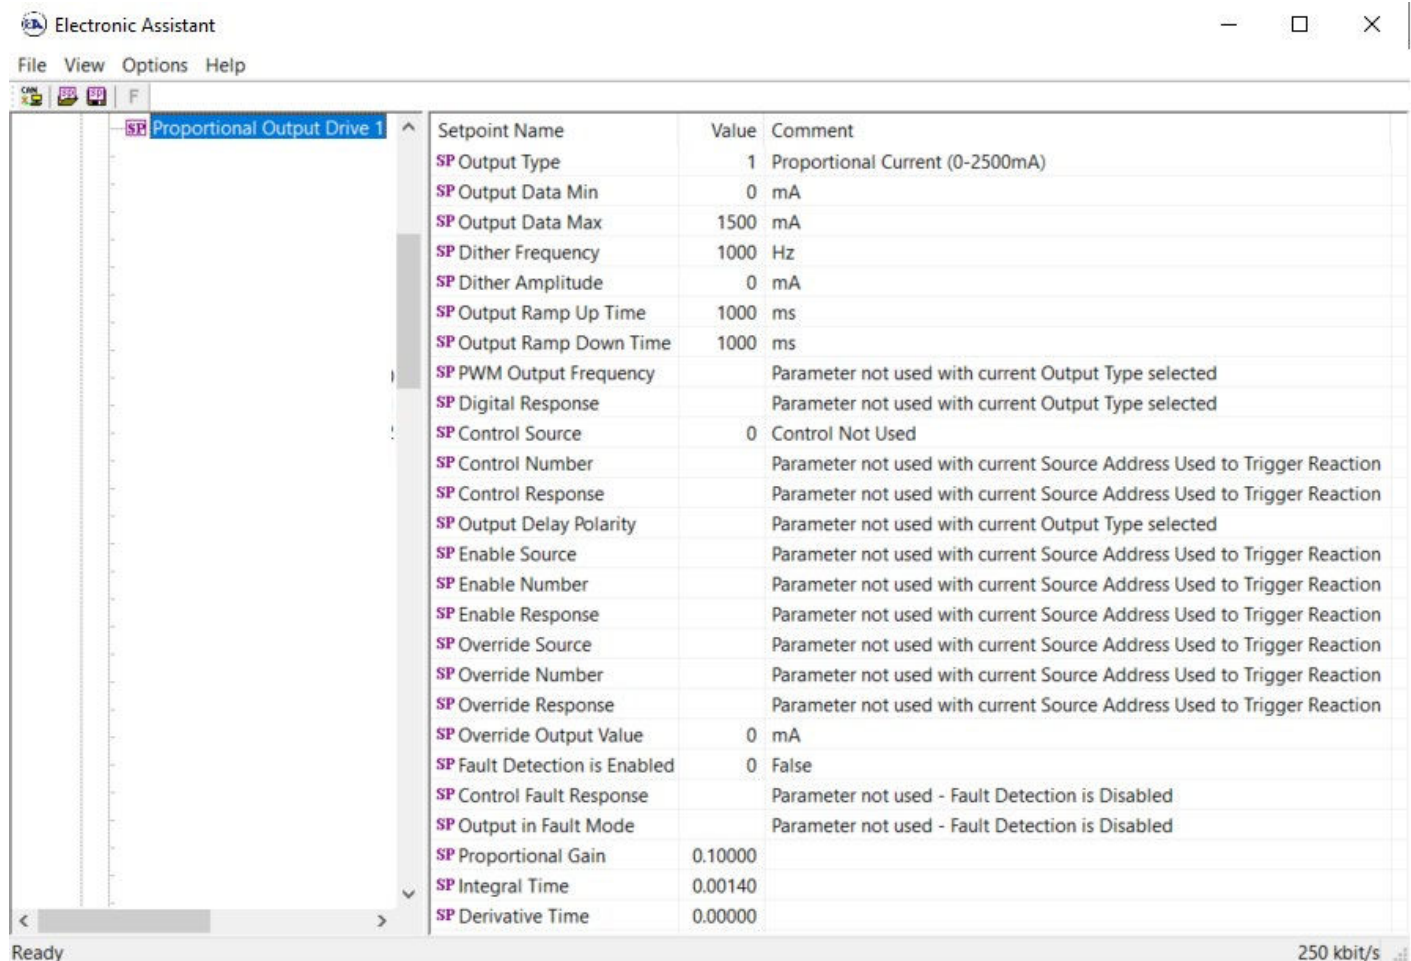 Electronic Assistant
File View Options Help
CAN SP SP F
SP Proportional Output Drive 1
Setpoint Name Value Comment
SP Output Type 1 Proportional Current (0-2500mA)
SP Output Data Min 0 mA
SP Output Data Max 1500 mA
SP Dither Frequency 1000 Hz
SP Dither Amplitude 0 mA
SP Output Ramp Up Time 1000 ms
SP Output Ramp Down Time 1000 ms
SP PWM Output Frequency Parameter not used with current Output Type selected
SP Digital Response Parameter not used with current Output Type selected
SP Control Source 0 Control Not Used
SP Control Number Parameter not used with current Source Address Used to Trigger Reaction
SP Control Response Parameter not used with current Source Address Used to Trigger Reaction
SP Output Delay Polarity Parameter not used with current Output Type selected
SP Enable Source Parameter not used with current Source Address Used to Trigger Reaction
SP Enable Number Parameter not used with current Source Address Used to Trigger Reaction
SP Enable Response Parameter not used with current Source Address Used to Trigger Reaction
SP Override Source Parameter not used with current Source Address Used to Trigger Reaction
SP Override Number Parameter not used with current Source Address Used to Trigger Reaction
SP Override Response Parameter not used with current Source Address Used to Trigger Reaction
SP Override Output Value 0 mA
SP Fault Detection is Enabled 0 False
SP Control Fault Response Parameter not used - Fault Detection is Disabled
SP Output in Fault Mode Parameter not used - Fault Detection is Disabled
SP Proportional Gain 0.10000
SP Integral Time 0.00140
SP Derivative Time 0.00000
Ready 250 kbit/s